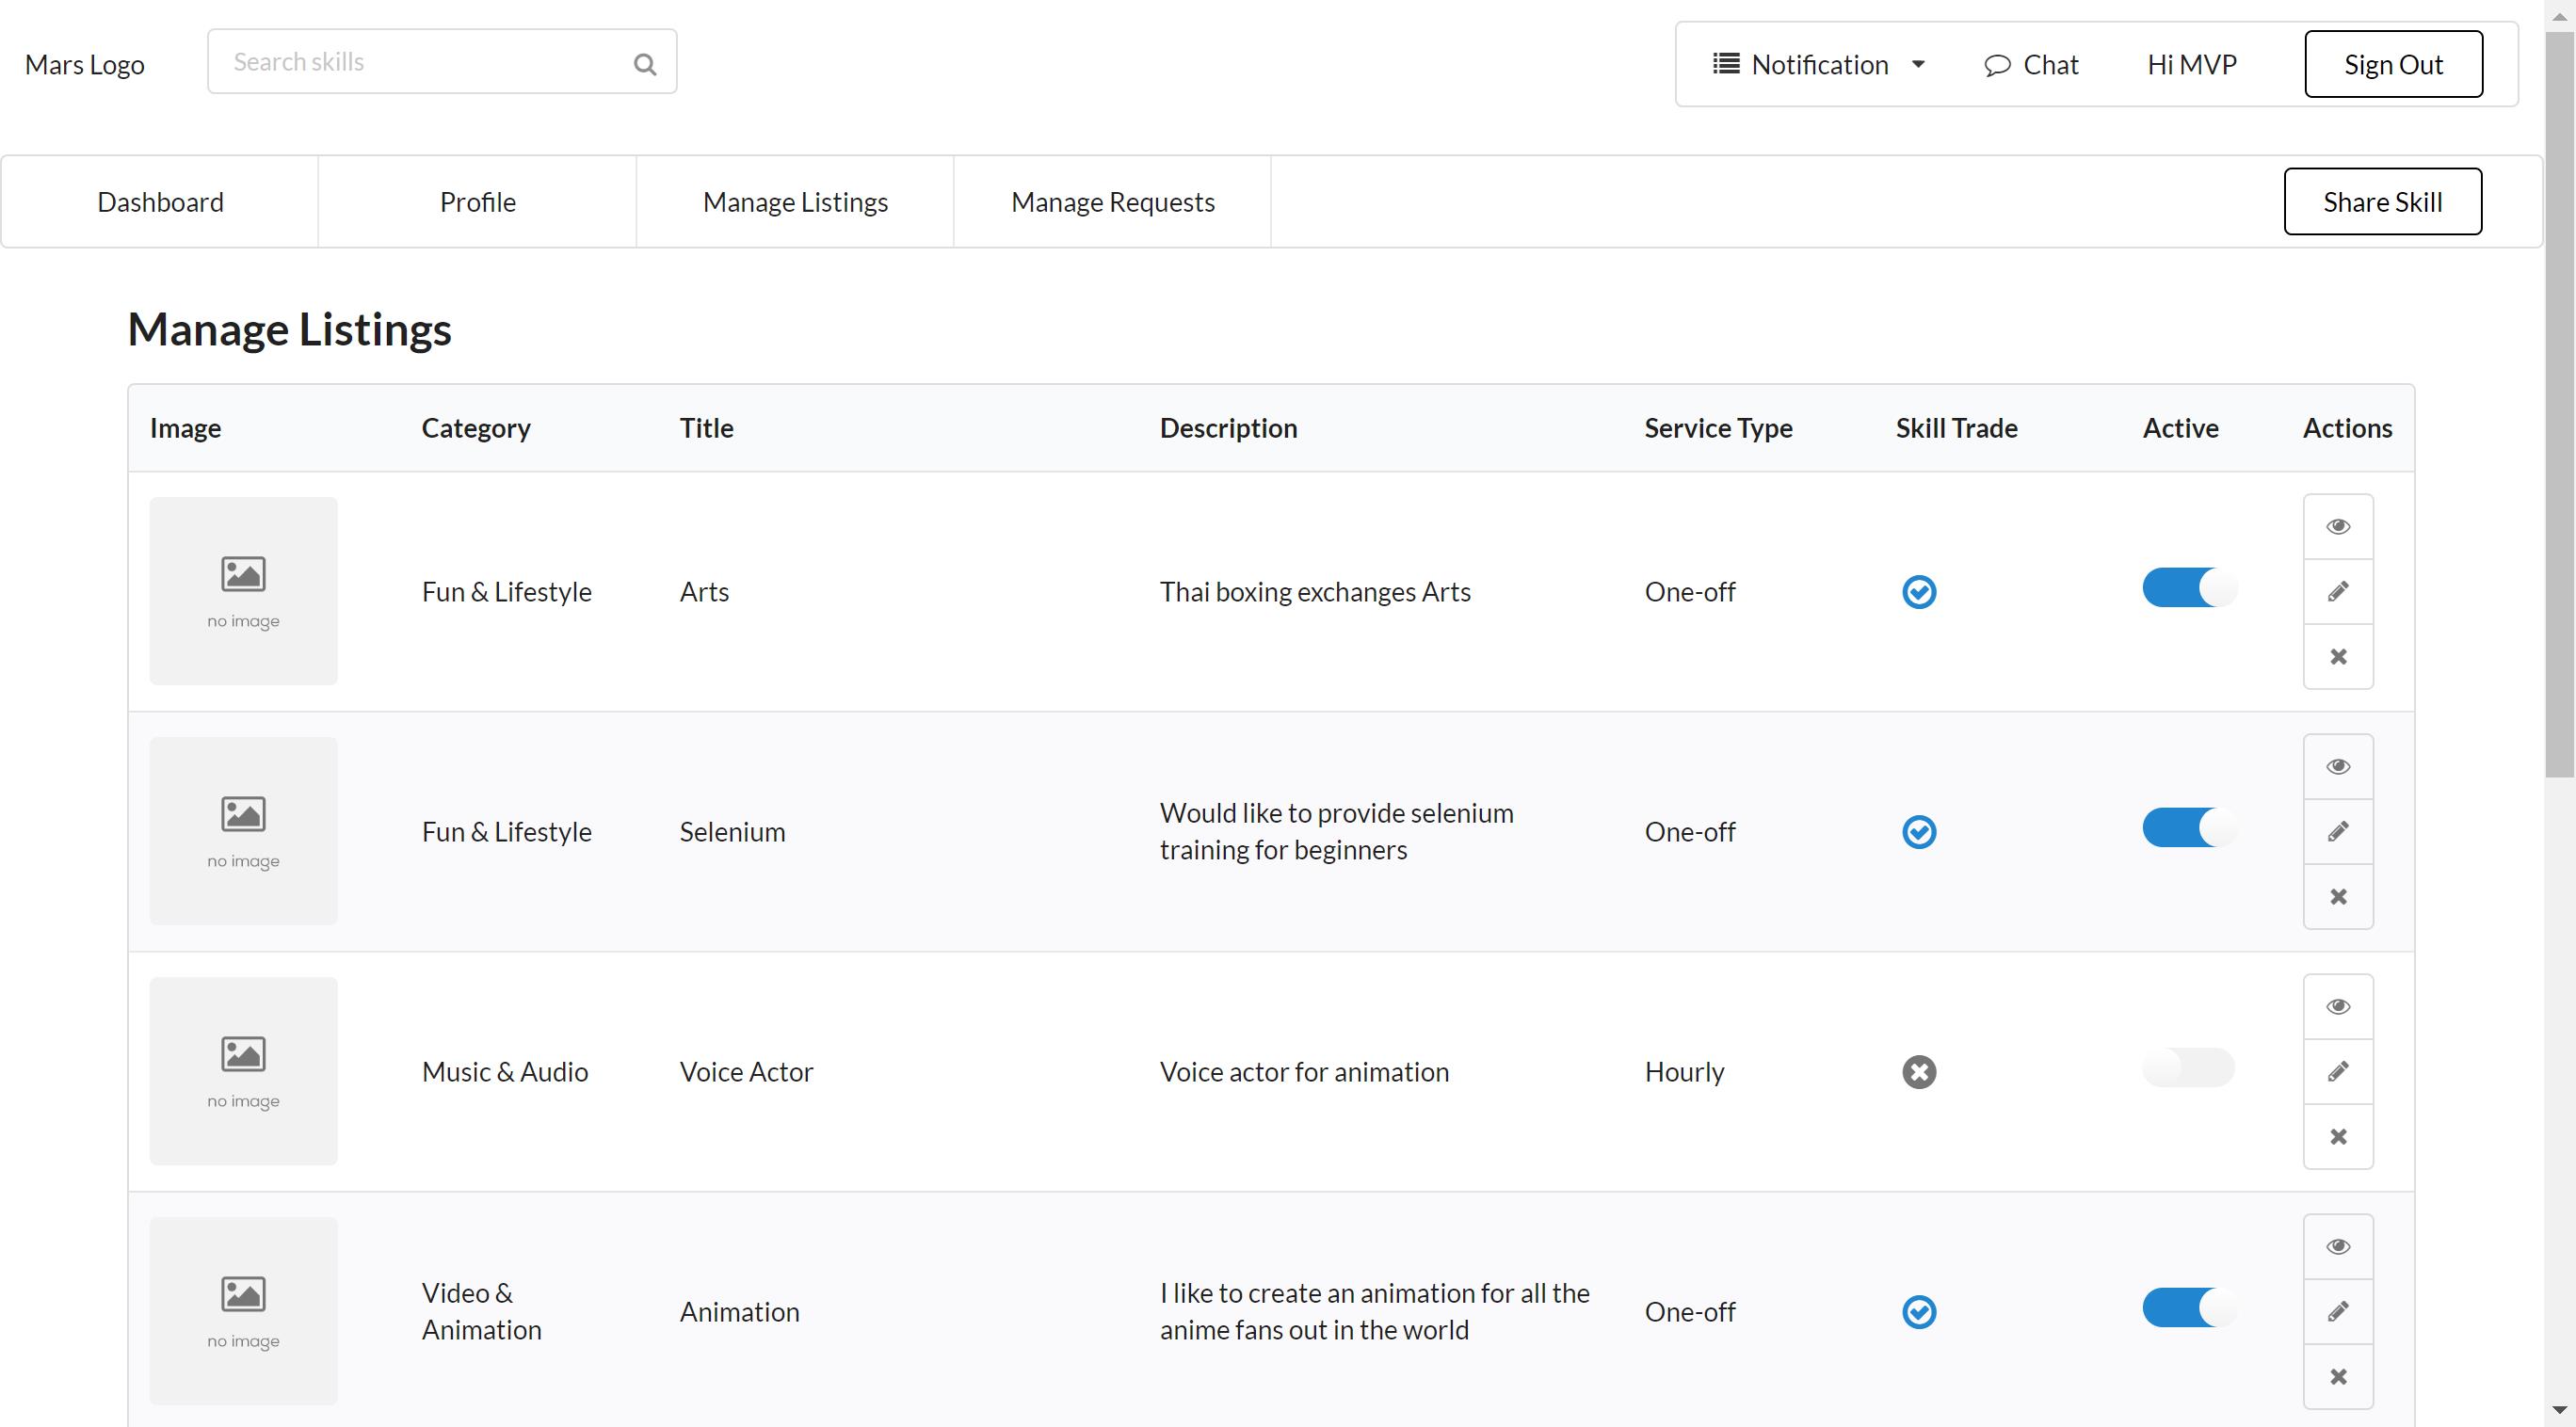 Mars Logo
Search skills
Notification
Chat
Hi MVP
Sign Out
Dashboard
Profile
Manage Listings
Manage Requests
Share Skill
Manage Listings
Image Category Title Description Service Type Skill Trade Active Actions
no image
Fun & Lifestyle
Arts
Thai boxing exchanges Arts
One-off
no image
Fun & Lifestyle
Selenium
Would like to provide selenium
training for beginners
One-off
no image
Music & Audio
Voice Actor
Voice actor for animation
Hourly
no image
Video &
Animation
Animation
I like to create an animation for all the
anime fans out in the world
One-off